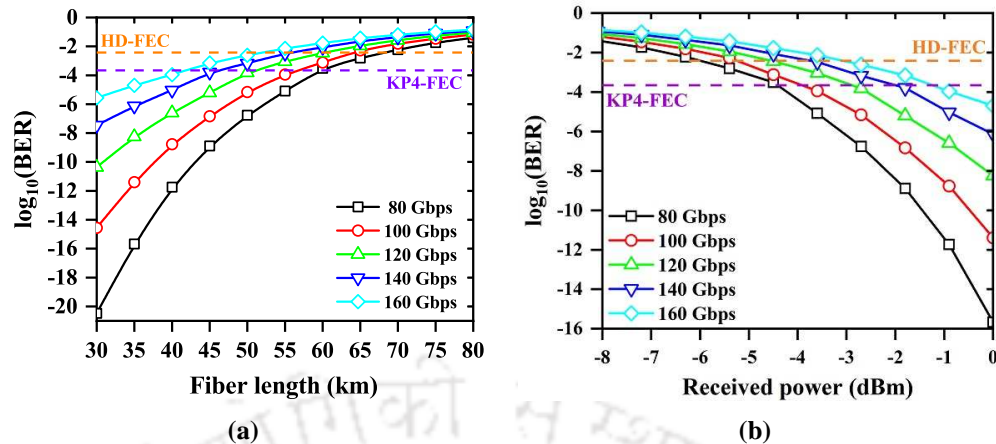 0
-2
-4
-6
-8
-10
-12
-14
-16
-18
-20
30 35 40 45 50 55 60 65 70 75 80
log10(BER)
Fiber length (km)
HD-FEC
KP4-FEC
80 Gbps
100 Gbps
120 Gbps
140 Gbps
160 Gbps
(a)
0
-2
-4
-6
-8
-10
-12
-14
-16
-8 -7 -6 -5 -4 -3 -2 -1 0
log10(BER)
Received power (dBm)
HD-FEC
KP4-FEC
80 Gbps
100 Gbps
120 Gbps
140 Gbps
160 Gbps
(b)